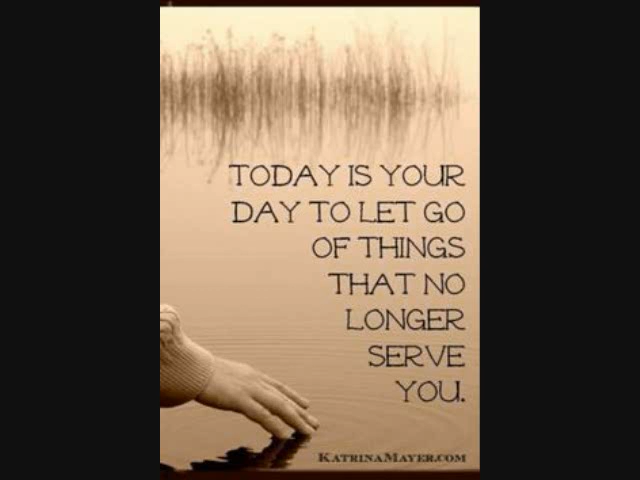 TODAY IS YOUR
DAY TO LET GO
OF THINGS
THAT NO
LONGER
SERVE
YOU.
KATRINAMAYER.COM